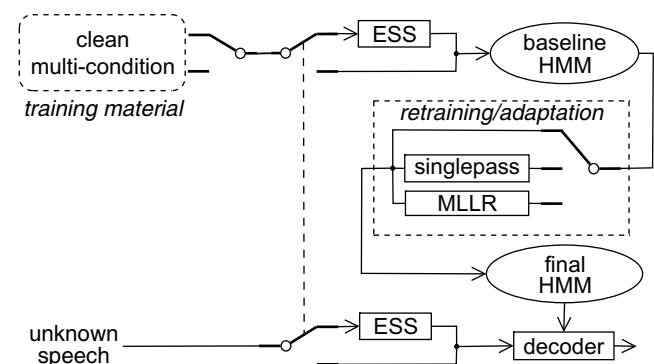 clean
multi-condition
training material
ESS
baseline
HMM
retraining/adaptation
singlepass
MLLR
final
HMM
unknown
speech
ESS
decoder